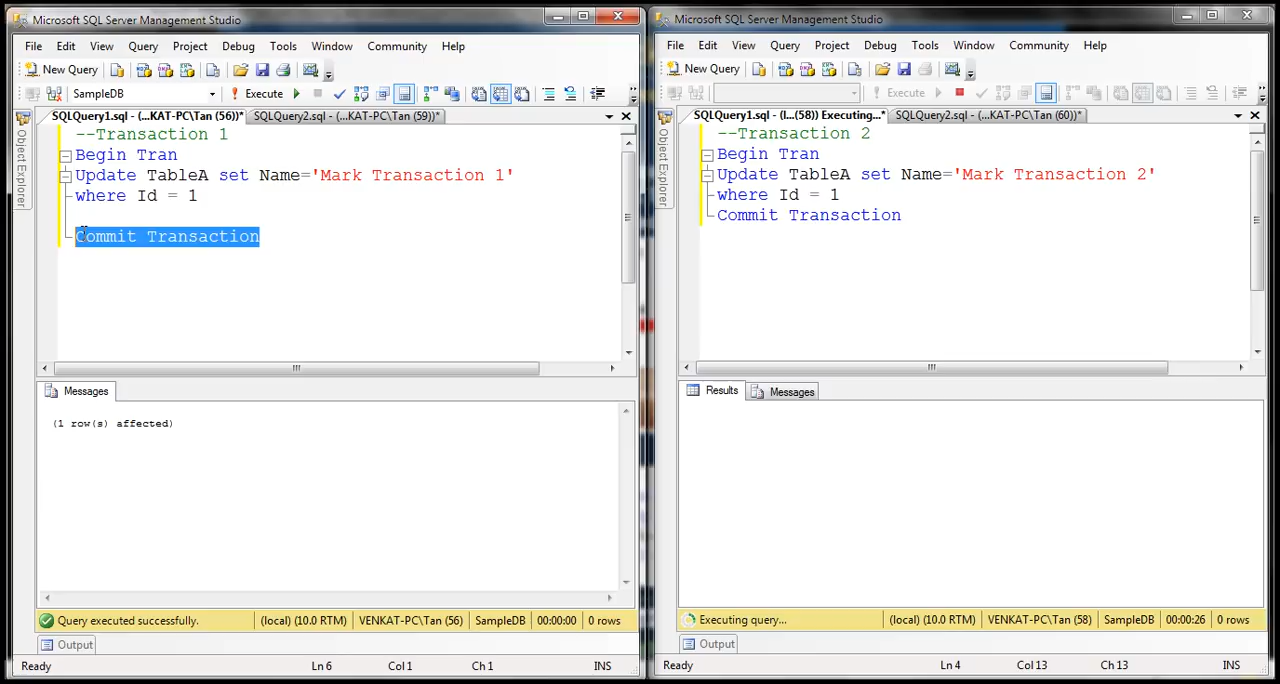 Microsoft SQL Server Management Studio
File Edit View Query Project Debug Tools Window Community Help
New Query
SampleDB Execute
SQLQuery1.sql - (...KAT-PC\Tan (56))* SQLQuery2.sql - (...KAT-PC\Tan (59))*
Object Explorer
--Transaction 1
Begin Tran
Update TableA set Name='Mark Transaction 1'
where Id = 1
Commit Transaction
Messages
(1 row(s) affected)
Query executed successfully. (local) (10.0 RTM) VENKAT-PC\Tan (56) SampleDB 00:00:00 0 rows
Output
Ready Ln 6 Col 1 Ch 1 INS
Microsoft SQL Server Management Studio
File Edit View Query Project Debug Tools Window Community Help
New Query
Execute
SQLQuery1.sql - (l...(58)) Executing...* SQLQuery2.sql - (...KAT-PC\Tan (60))*
Object Explorer
--Transaction 2
Begin Tran
Update TableA set Name='Mark Transaction 2'
where Id = 1
Commit Transaction
Results Messages
Executing query... (local) (10.0 RTM) VENKAT-PC\Tan (58) SampleDB 00:00:26 0 rows
Output
Ready Ln 4 Col 13 Ch 13 INS